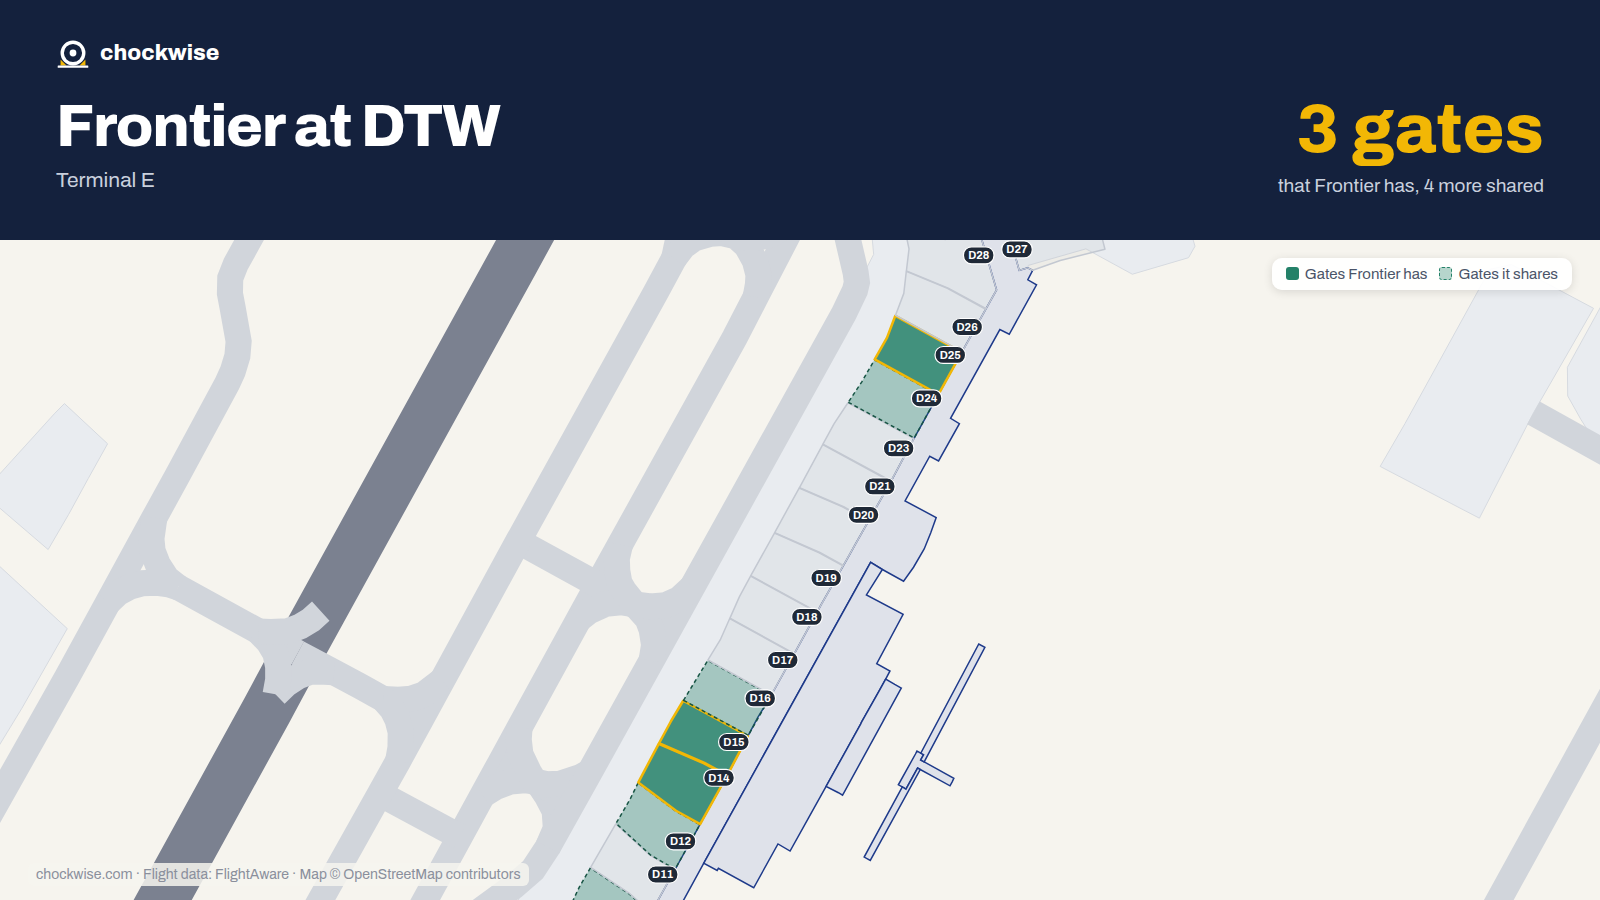 chockwise
Frontier at DTW
Terminal E
3 gates
that Frontier has, 4 more shared
Gates Frontier has
Gates it shares
D28
D27
D26
D25
D24
D23
D21
D20
D19
D18
D17
D16
D15
D14
D12
D11
chockwise.com · Flight data: FlightAware · Map © OpenStreetMap contributors